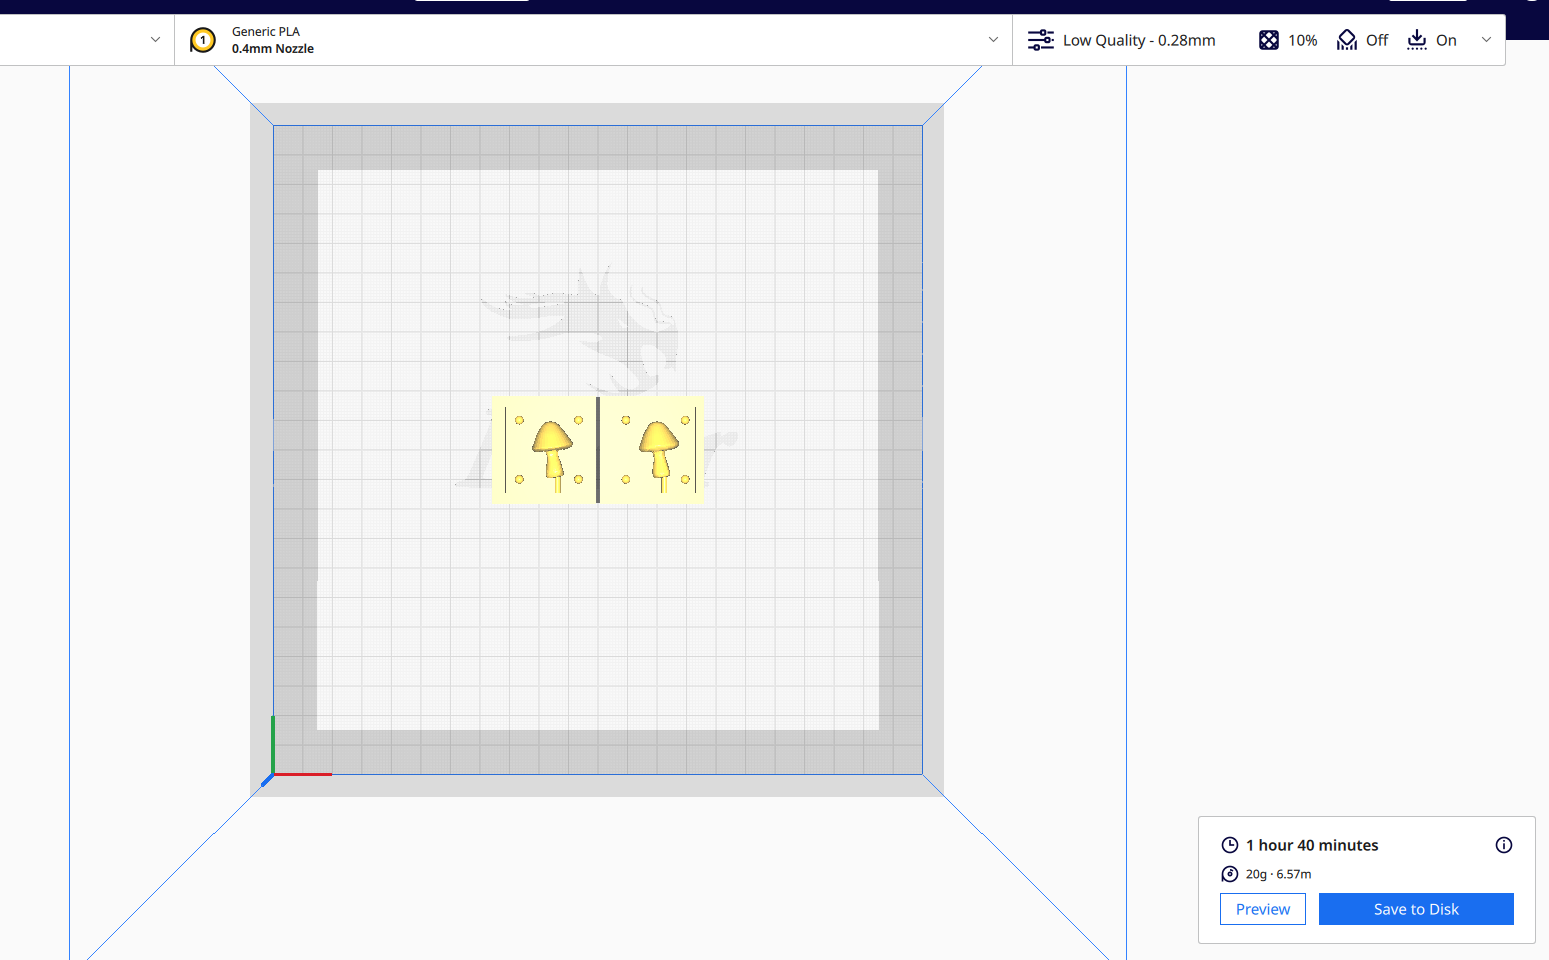 Generic PLA
1
0.4mm Nozzle
Low Quality - 0.28mm
10%
Off
On
1 hour 40 minutes
20g · 6.57m
Preview
Save to Disk